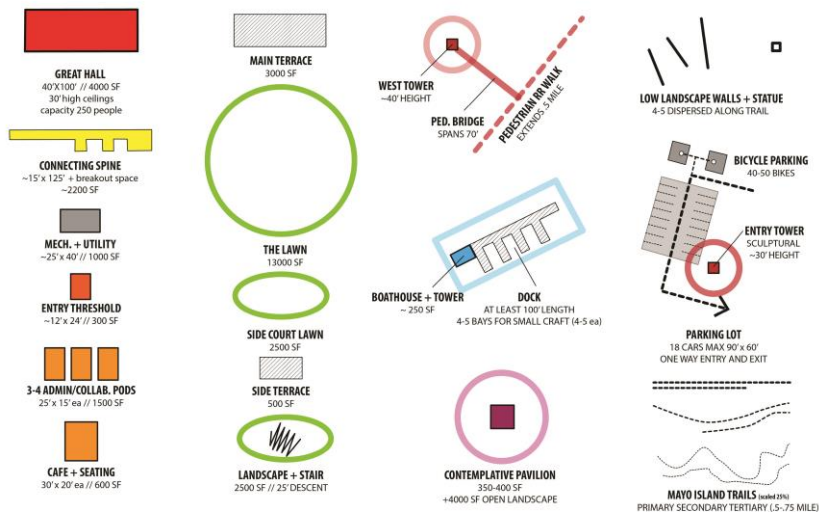 GREAT HALL
40'X100' // 4000 SF
30' high ceilings
capacity 250 people
CONNECTING SPINE
~15' x 125' + breakout space
~2200 SF
MECH. + UTILITY
~25' x 40' // 1000 SF
ENTRY THRESHOLD
~12' x 24' // 300 SF
3-4 ADMIN/COLLAB. PODS
25' x 15' ea // 1500 SF
CAFE + SEATING
30' x 20' ea // 600 SF
MAIN TERRACE
3000 SF
THE LAWN
13000 SF
SIDE COURT LAWN
2500 SF
SIDE TERRACE
500 SF
LANDSCAPE + STAIR
2500 SF // 25' DESCENT
WEST TOWER
~40' HEIGHT
PED. BRIDGE
SPANS 70'
PEDESTRIAN RR WALK
EXTENDS .5 MILE
BOATHOUSE + TOWER
~ 250 SF
DOCK
AT LEAST 100' LENGTH
4-5 BAYS FOR SMALL CRAFT (4-5 ea)
CONTEMPLATIVE PAVILION
350-400 SF
+4000 SF OPEN LANDSCAPE
LOW LANDSCAPE WALLS + STATUE
4-5 DISPERSED ALONG TRAIL
BICYCLE PARKING
40-50 BIKES
ENTRY TOWER
SCULPTURAL
~30' HEIGHT
PARKING LOT
18 CARS MAX 90' x 60'
ONE WAY ENTRY AND EXIT
MAYO ISLAND TRAILS (scaled 25%)
PRIMARY SECONDARY TERTIARY (.5-.75 MILE)